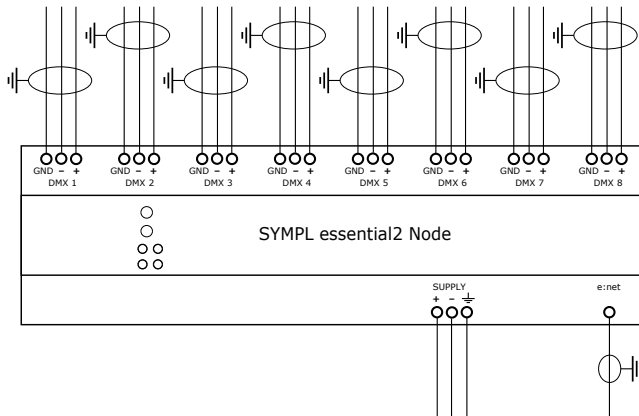 GND − + GND − + GND − + GND − + GND − + GND − + GND − + GND − +
DMX 1 DMX 2 DMX 3 DMX 4 DMX 5 DMX 6 DMX 7 DMX 8
SYMPL essential2 Node
SUPPLY e:net
+ −